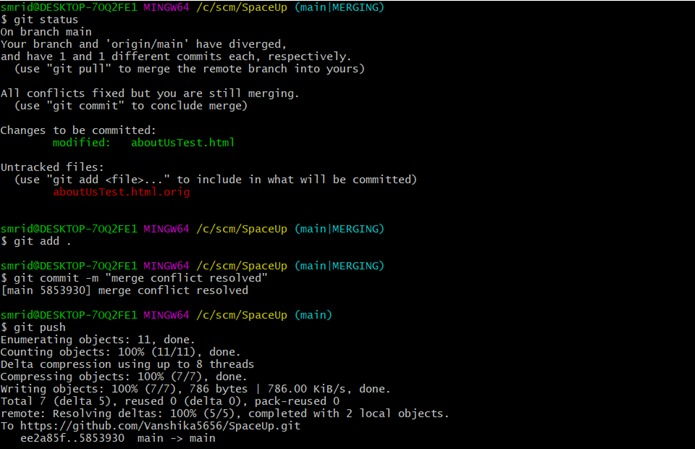 smrid@DESKTOP-7OQ2FE1 MINGW64 /c/scm/SpaceUp (main|MERGING)
$ git status
On branch main
Your branch and 'origin/main' have diverged,
and have 1 and 1 different commits each, respectively.
  (use "git pull" to merge the remote branch into yours)

All conflicts fixed but you are still merging.
  (use "git commit" to conclude merge)

Changes to be committed:
        modified:   aboutUsTest.html

Untracked files:
  (use "git add <file>..." to include in what will be committed)
        aboutUsTest.html.orig

smrid@DESKTOP-7OQ2FE1 MINGW64 /c/scm/SpaceUp (main|MERGING)
$ git add .

smrid@DESKTOP-7OQ2FE1 MINGW64 /c/scm/SpaceUp (main|MERGING)
$ git commit -m "merge conflict resolved"
[main 5853930] merge conflict resolved

smrid@DESKTOP-7OQ2FE1 MINGW64 /c/scm/SpaceUp (main)
$ git push
Enumerating objects: 11, done.
Counting objects: 100% (11/11), done.
Delta compression using up to 8 threads
Compressing objects: 100% (7/7), done.
Writing objects: 100% (7/7), 786 bytes | 786.00 KiB/s, done.
Total 7 (delta 5), reused 0 (delta 0), pack-reused 0
remote: Resolving deltas: 100% (5/5), completed with 2 local objects.
To https://github.com/Vanshika5656/SpaceUp.git
   ee2a85f..5853930  main -> main